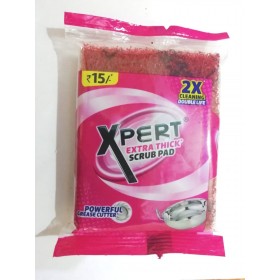 ₹15/-
2X
CLEANING
DOUBLE LIFE
XPERT
EXTRA THICK
SCRUB PAD
POWERFUL
GREASE CUTTER